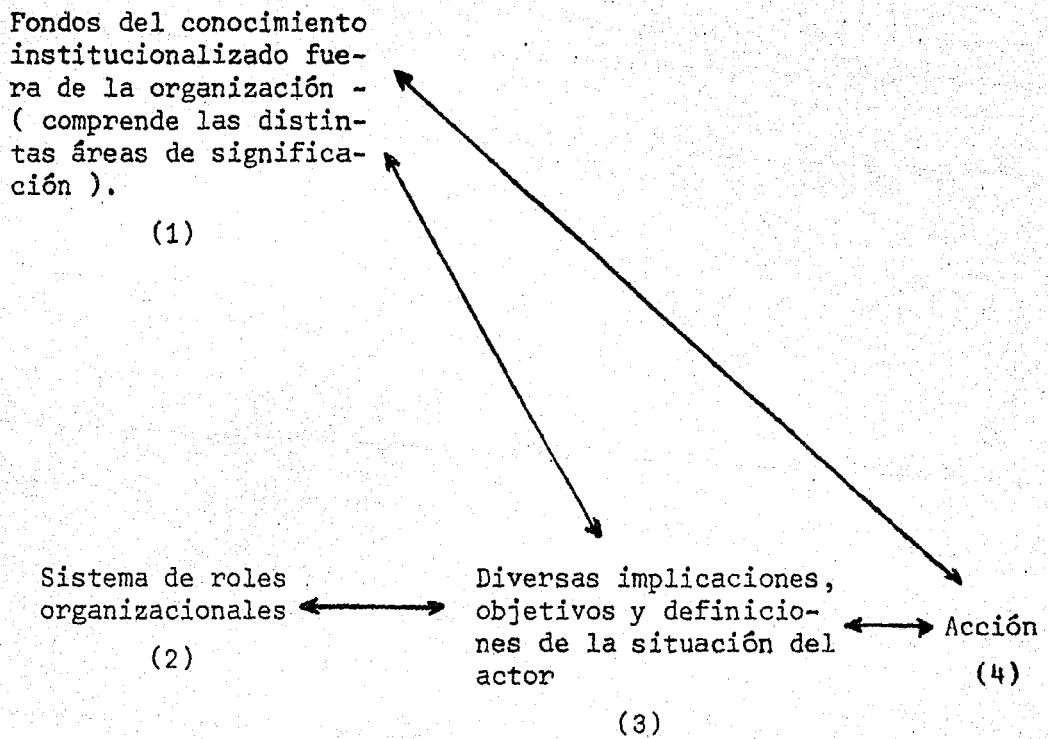 Fondos del conocimiento
institucionalizado fue-
ra de la organización -
( comprende las distin-
tas áreas de significa-
ción ).
(1)
Sistema de roles
organizacionales
(2)
Diversas implicaciones,
objetivos y definicio-
nes de la situación del
actor
(3)
Acción
(4)